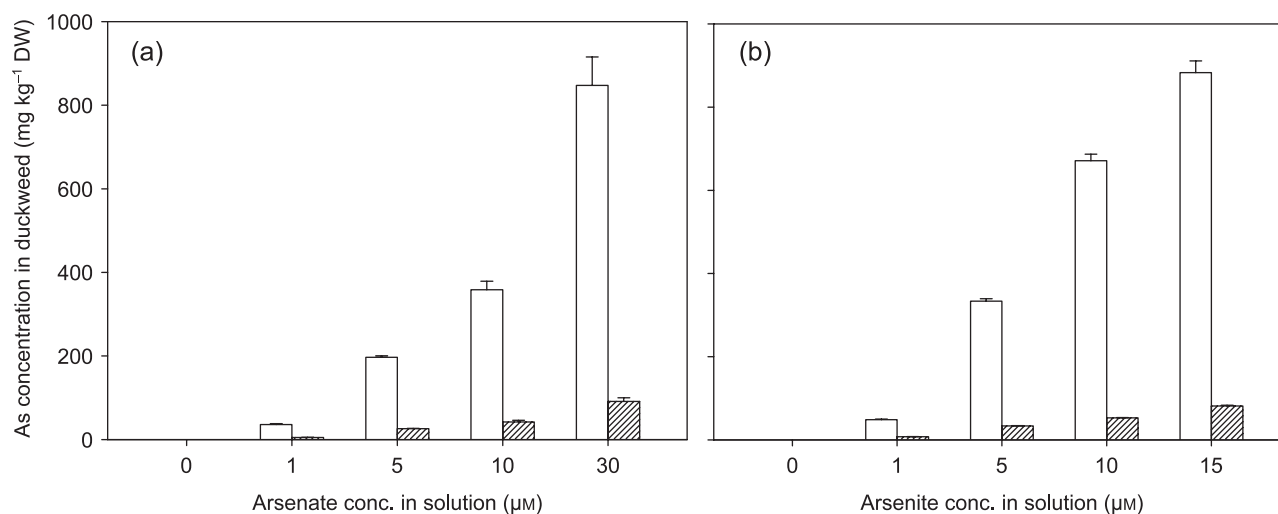 As concentration in duckweed (mg kg⁻¹ DW)
1000
800
600
400
200
0
(a)
0 1 5 10 30
Arsenate conc. in solution (μM)
(b)
0 1 5 10 15
Arsenite conc. in solution (μM)